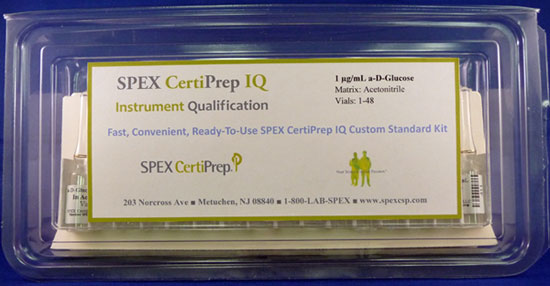 SPEX CertiPrep IQ
Instrument Qualification
1 µg/mL a-D-Glucose
Matrix: Acetonitrile
Vials: 1-48
Fast, Convenient, Ready-To-Use SPEX CertiPrep IQ Custom Standard Kit
SPEX CertiPrep
203 Norcross Ave ■ Metuchen, NJ 08840 ■ 1-800-LAB-SPEX ■ www.spexcsp.com